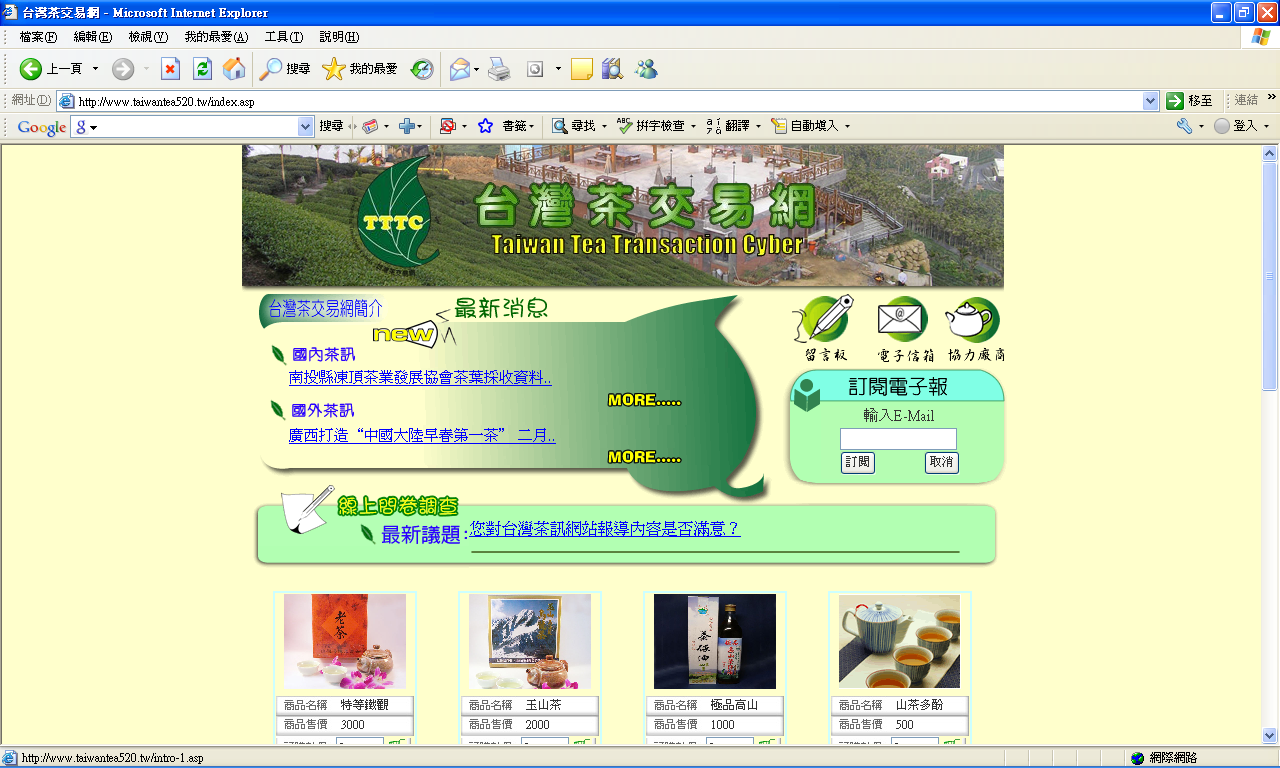 台灣茶交易網 - Microsoft Internet Explorer
檔案(F) 編輯(E) 檢視(V) 我的最愛(A) 工具(T) 說明(H)
上一頁 搜尋 我的最愛
網址(D) http://www.taiwantea520.tw/index.asp 移至 連結 »
Google g 搜尋 書籤 尋找 ABC 拼字檢查 翻譯 自動填入 登入
TTTC
台灣茶交易網
Taiwan Tea Transaction Cyber
台灣茶交易網簡介 最新消息
new
國內茶訊
南投縣凍頂茶業發展協會茶葉採收資料..
MORE.....
國外茶訊
廣西打造“中國大陸早春第一茶” 二月..
MORE.....
留言板 電子信箱 協力廠商
訂閱電子報
輸入E-Mail
訂閱 取消
線上問卷調查
最新議題:您對台灣茶訊網站報導內容是否滿意？
老茶
茶保油
商品名稱 特等鐵觀 商品名稱 玉山茶 商品名稱 極品高山 商品名稱 山茶多酚
商品售價 3000 商品售價 2000 商品售價 1000 商品售價 500
http://www.taiwantea520.tw/intro-1.asp 網際網路